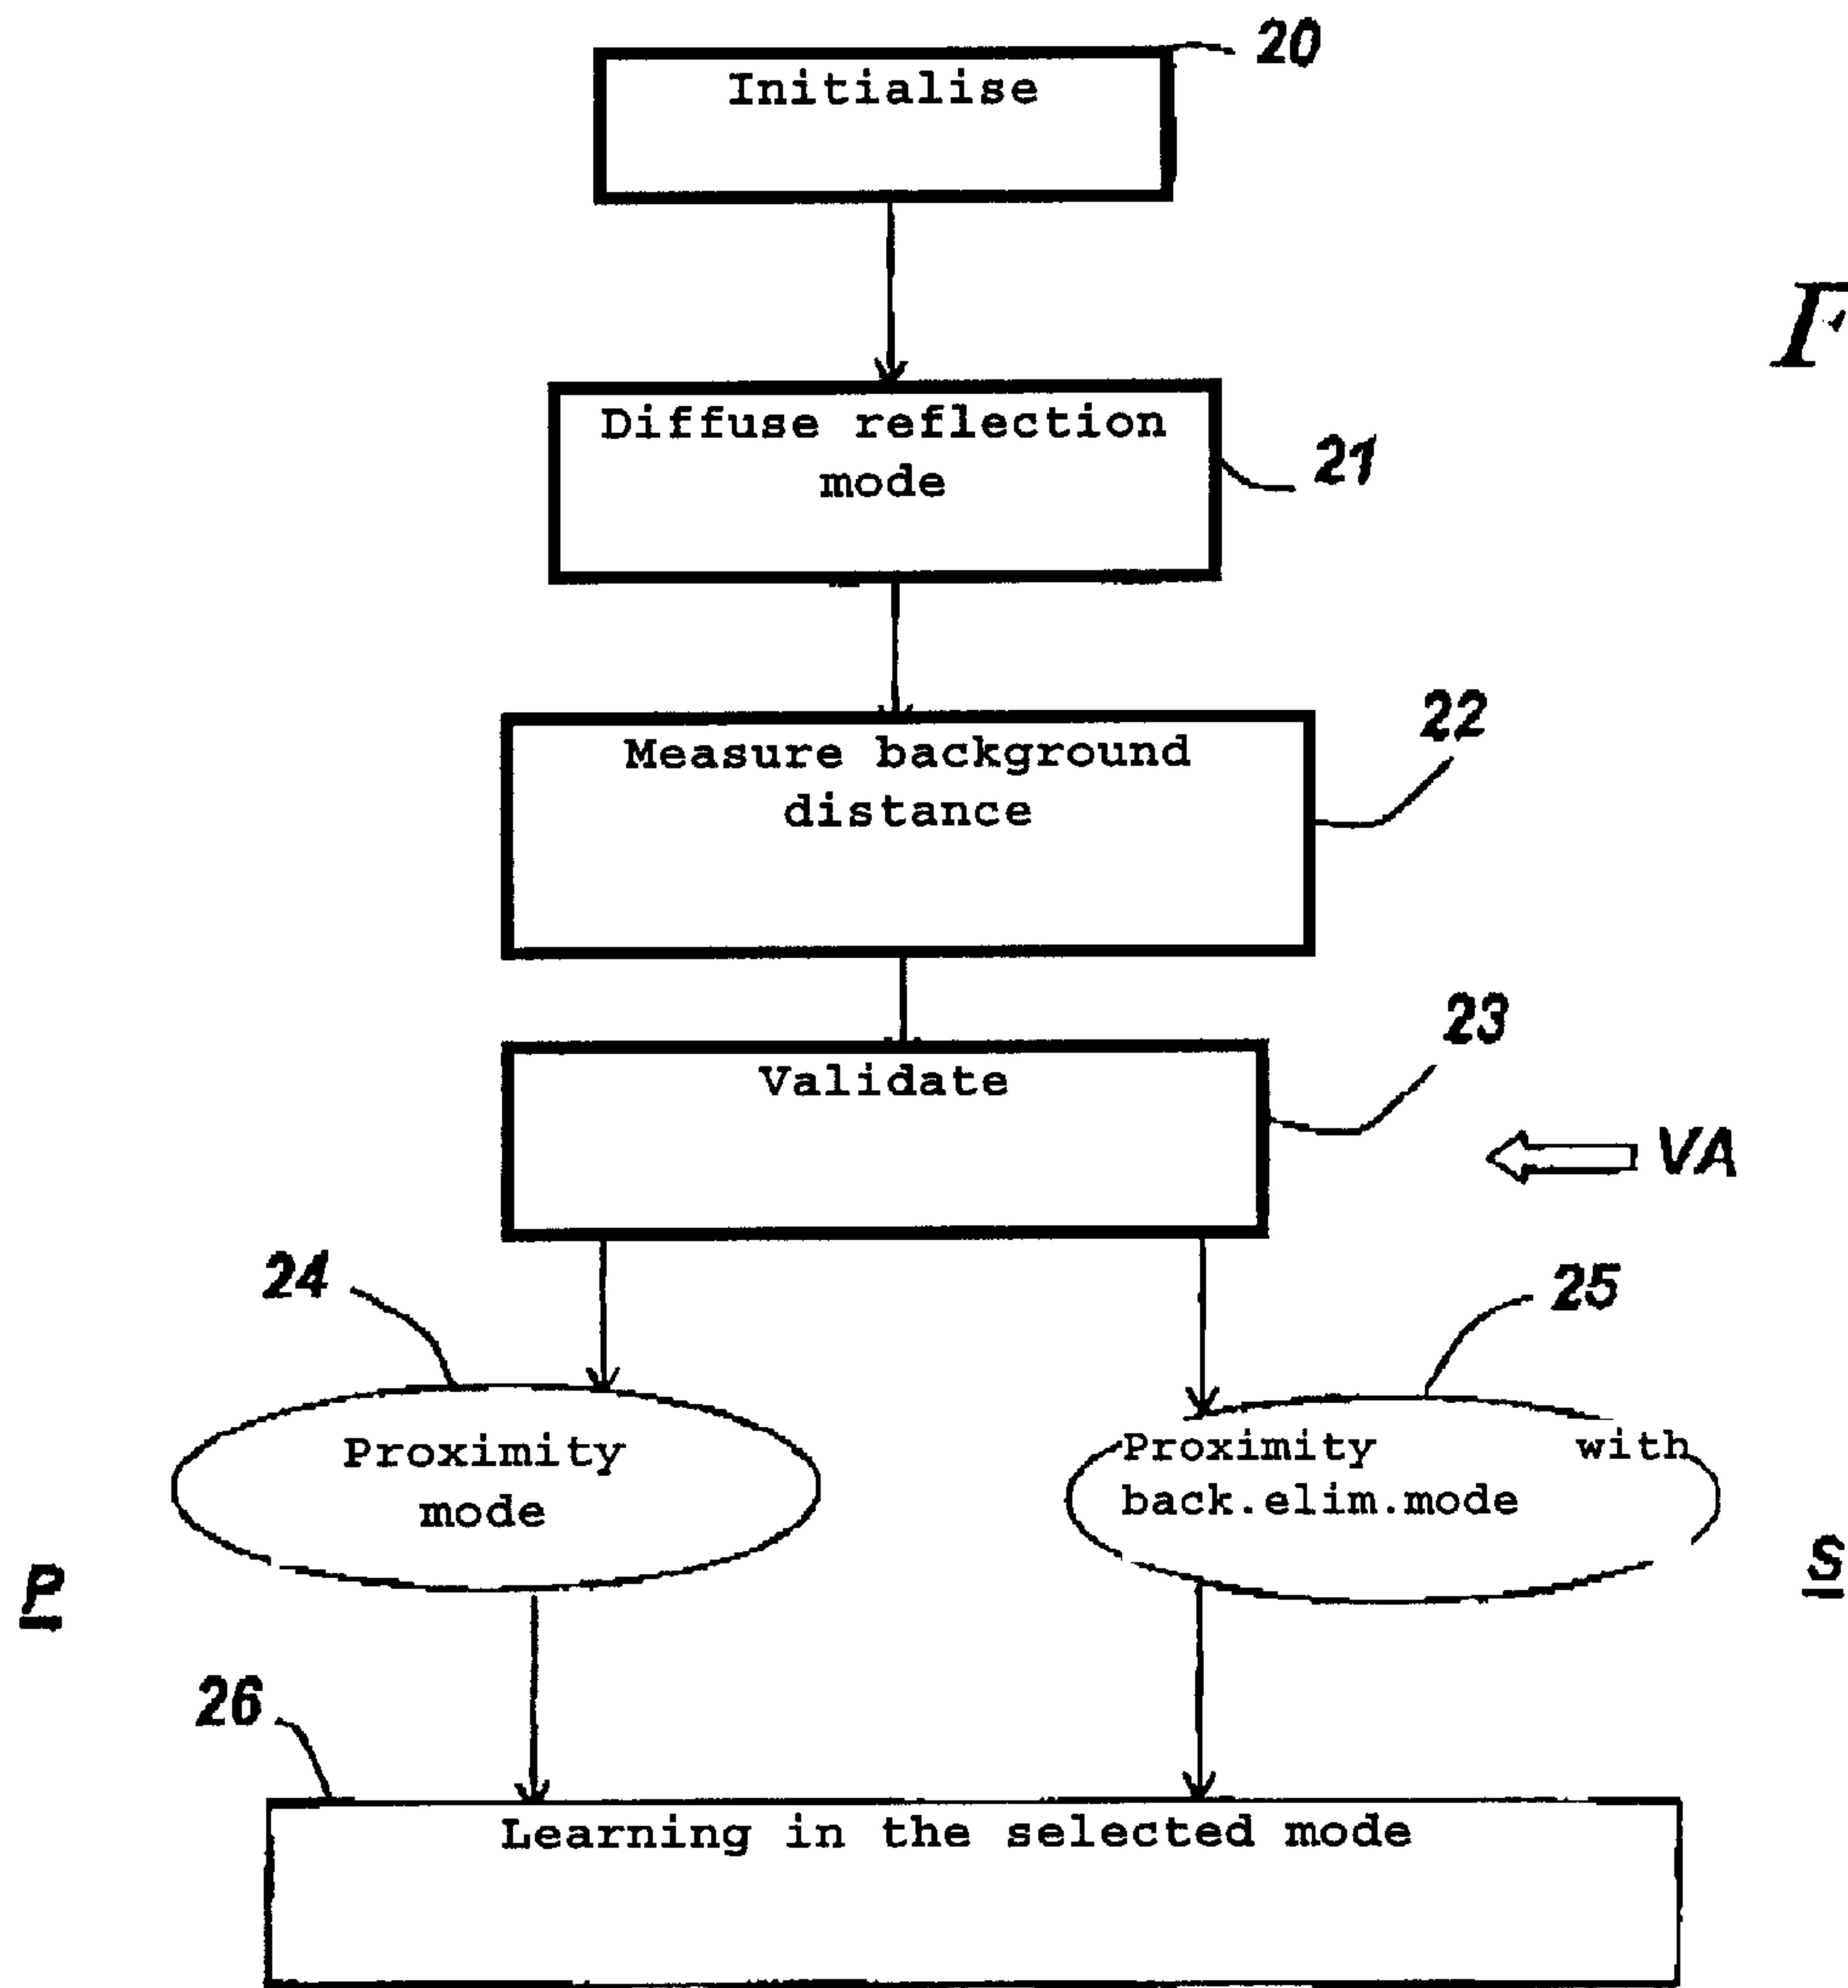 20
Initialise
Diffuse reflection
mode
21
22
Measure background
distance
23
Validate
VA
24
25
Proximity
mode
Proximity with
back.elim.mode
P
S
26
Learning in the selected mode